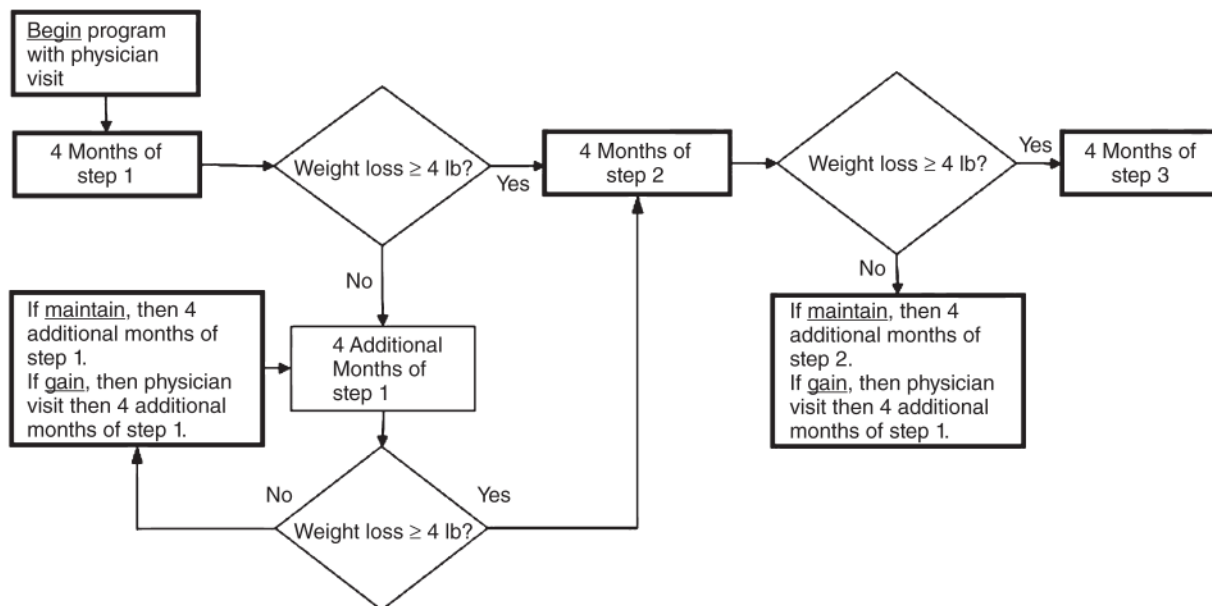 Begin program
with physician
visit
4 Months of
step 1
Weight loss ≥ 4 lb?
Yes
4 Months of
step 2
Weight loss ≥ 4 lb?
Yes
4 Months of
step 3
No
No
If maintain, then 4
additional months of
step 1.
If gain, then physician
visit then 4 additional
months of step 1.
4 Additional
Months of
step 1
If maintain, then 4
additional months of
step 2.
If gain, then physician
visit then 4 additional
months of step 1.
No
Weight loss ≥ 4 lb?
Yes